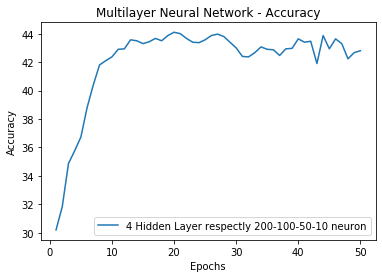 Multilayer Neural Network - Accuracy
44
42
40
38
36
34
32
30
Accuracy
4 Hidden Layer respectly 200-100-50-10 neuron
0 10 20 30 40 50
Epochs